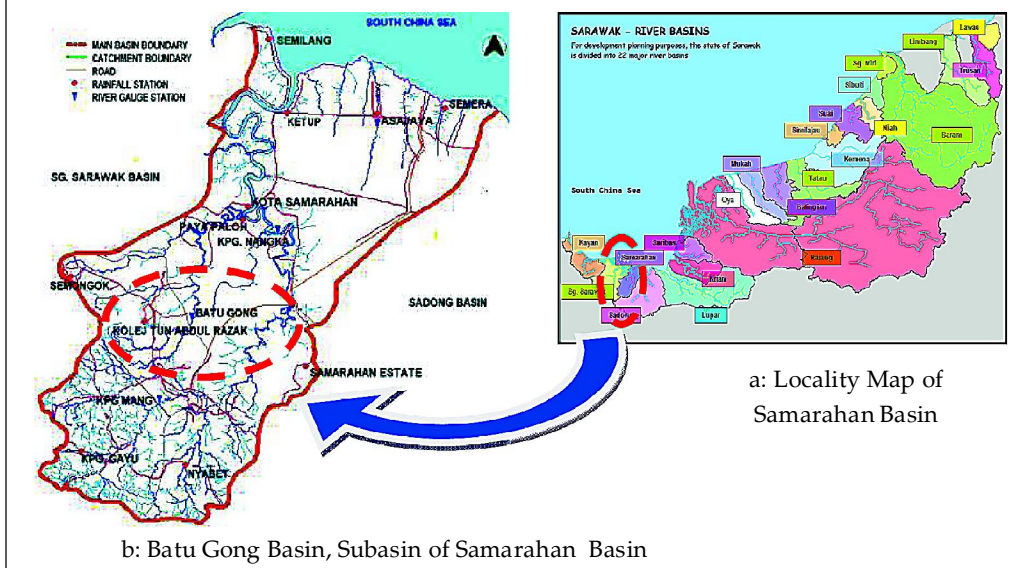 SOUTH CHINA SEA
SEMILANG
MAIN BASIN BOUNDARY
CATCHMENT BOUNDARY
ROAD
RAINFALL STATION
RIVER GAUGE STATION
SEMERA
KETUP
ASAJAYA
SG. SARAWAK BASIN
KOTA SAMARAHAN
PAYA PALOH
KPG. NANGKA
SEMONGOK
SADONG BASIN
BATU GONG
KOLEJ TUN ABDUL RAZAK
SAMARAHAN ESTATE
KPG MANG
KPG. GAYU
NYABET
b: Batu Gong Basin, Subasin of Samarahan Basin
SARAWAK - RIVER BASINS
For development planning purposes, the state of Sarawak
is divided into 22 major river basins
Lawas
Limbang
Trusan
Sg. Miri
Sibuti
Suai
Niah
Similajau
Baram
Kemena
Mukah
Tatau
South China Sea
Oya
Balingian
Kayan
Saribas
Samarahan
Rajang
Krian
Sg. Sarawak
Sadong
Lupar
a: Locality Map of
Samarahan Basin